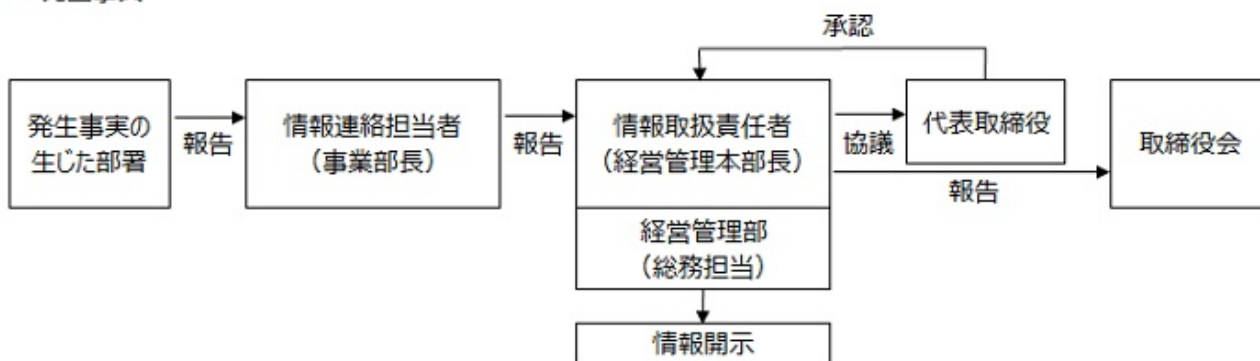 承認
発生事実の
生じた部署
報告
情報連絡担当者
（事業部長）
報告
情報取扱責任者
（経営管理本部長）
協議
代表取締役
報告
取締役会
経営管理部
（総務担当）
情報開示